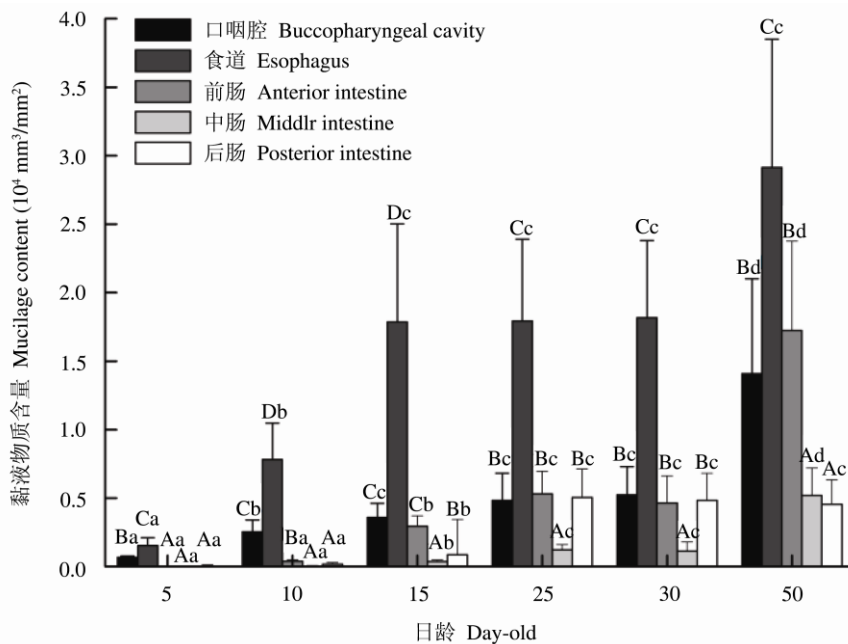 4.0
3.5
3.0
2.5
2.0
1.5
1.0
0.5
0.0
黏液物质含量 Mucilage content (10⁴ mm³/mm²)
口咽腔 Buccopharyngeal cavity
食道 Esophagus
前肠 Anterior intestine
中肠 Middlr intestine
后肠 Posterior intestine
Ba Ca Aa Aa Aa
Cb Db Ba Aa Aa
Cc Dc Cb Ab Bb
Bc Cc Bc Ac Bc
Bc Cc Bc Ac Bc
Bd Cc Bd Ad Ac
5 10 15 25 30 50
日龄 Day-old